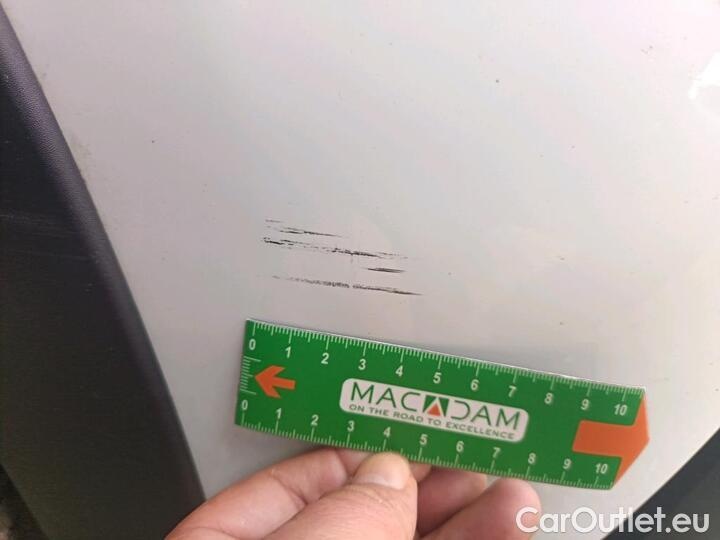 0 1 2 3 4 5 6 7 8 9 10
MACADAM
ON THE ROAD TO EXCELLENCE
0 1 2 3 4 5 6 7 8 9 10
CarOutlet.eu